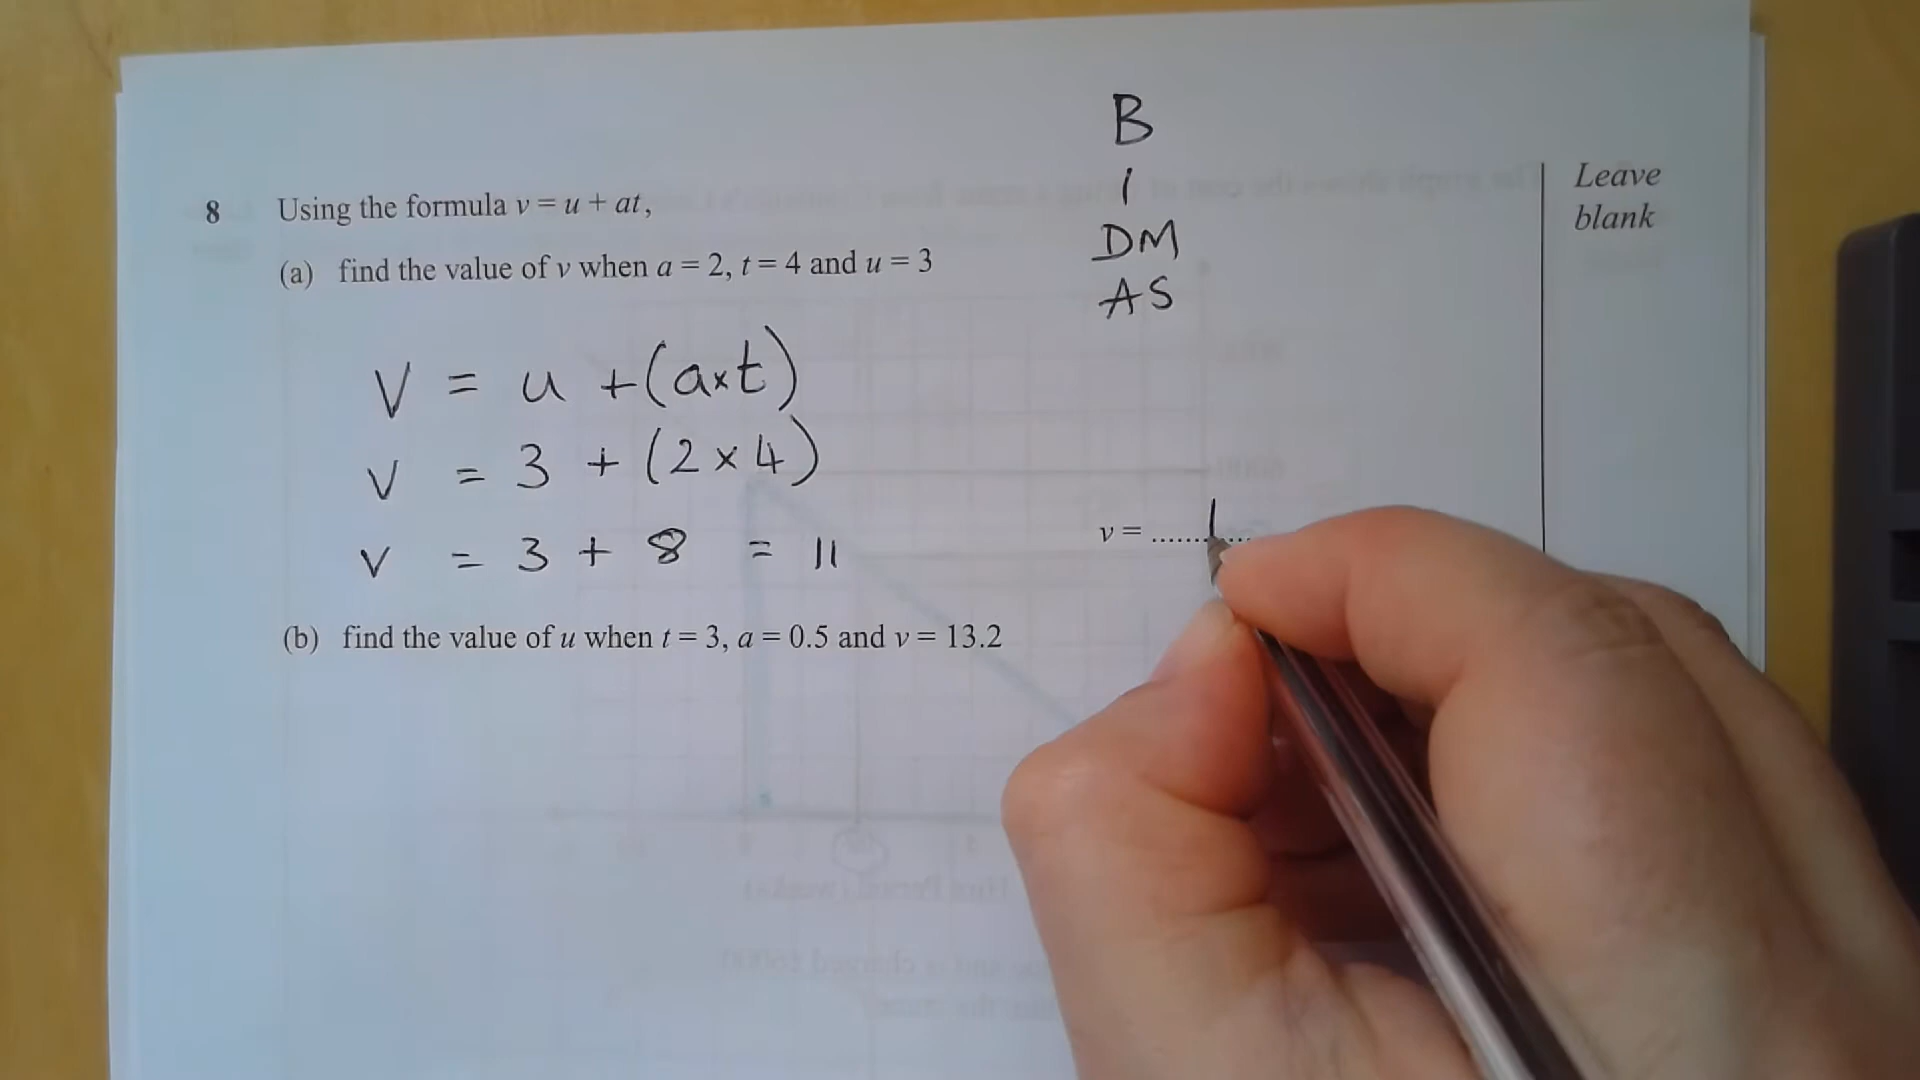 B
I
DM
AS
Leave
blank
8 Using the formula v = u + at,
(a) find the value of v when a = 2, t = 4 and u = 3
V = u + (a×t)
V = 3 + (2 × 4)
V = 3 + 8 = 11
v = ........1....
(b) find the value of u when t = 3, a = 0.5 and v = 13.2